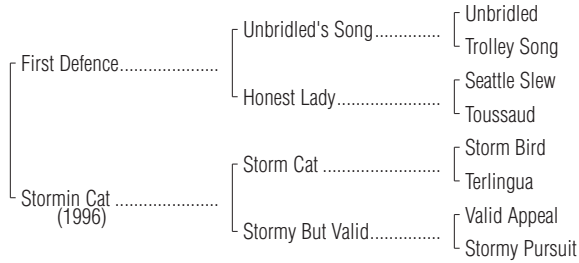 Unbridled
Unbridled's Song..............
Trolley Song
First Defence.....................
Seattle Slew
Honest Lady......................
Toussaud
Storm Bird
Storm Cat .........................
Terlingua
Stormin Cat ......................
(1996)
Valid Appeal
Stormy But Valid...............
Stormy Pursuit